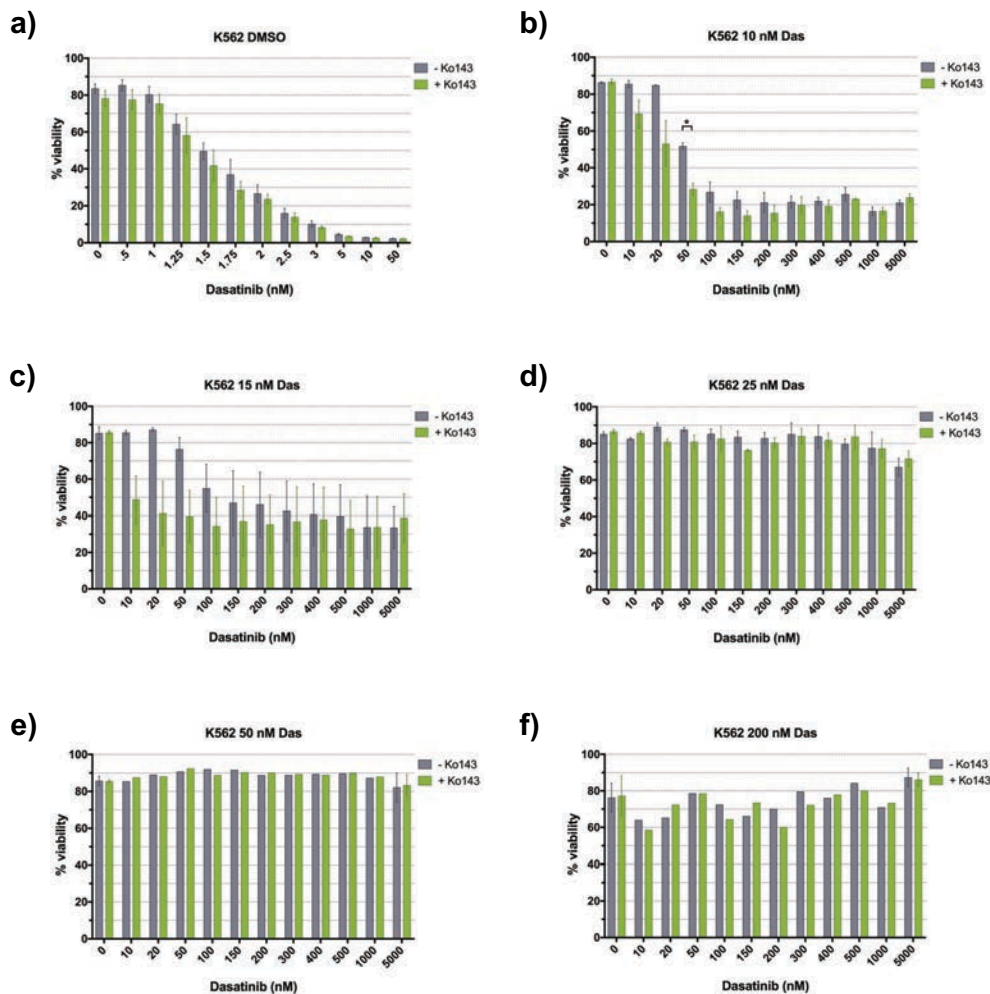 a)
K562 DMSO
% viability
100
80
60
40
20
0
- Ko143
+ Ko143
0 .5 1 1.25 1.5 1.75 2 2.5 3 5 10 50
Dasatinib (nM)
b)
K562 10 nM Das
% viability
100
80
60
40
20
0
*
- Ko143
+ Ko143
0 10 20 50 100 150 200 300 400 500 1000 5000
Dasatinib (nM)
c)
K562 15 nM Das
% viability
100
80
60
40
20
0
- Ko143
+ Ko143
0 10 20 50 100 150 200 300 400 500 1000 5000
Dasatinib (nM)
d)
K562 25 nM Das
% viability
100
80
60
40
20
0
- Ko143
+ Ko143
0 10 20 50 100 150 200 300 400 500 1000 5000
Dasatinib (nM)
e)
K562 50 nM Das
% viability
100
80
60
40
20
0
- Ko143
+ Ko143
0 10 20 50 100 150 200 300 400 500 1000 5000
Dasatinib (nM)
f)
K562 200 nM Das
% viability
100
80
60
40
20
0
- Ko143
+ Ko143
0 10 20 50 100 150 200 300 400 500 1000 5000
Dasatinib (nM)